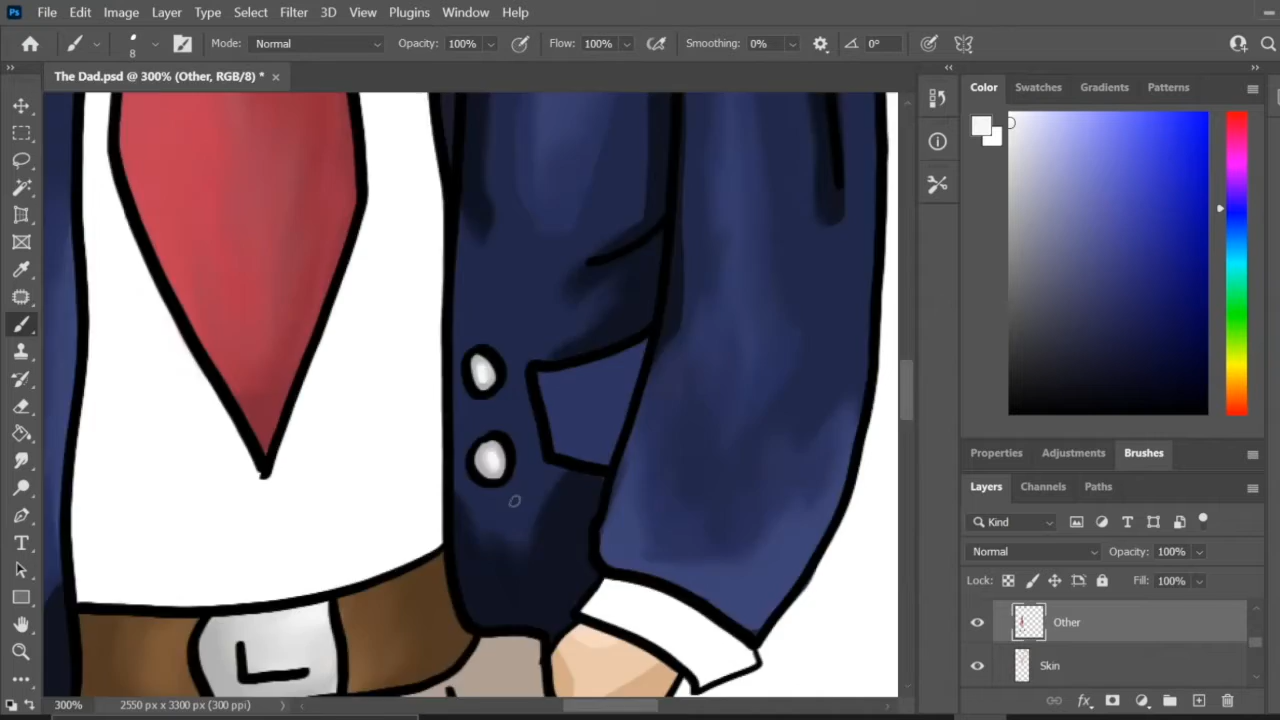 Ps File Edit Image Layer Type Select Filter 3D View Plugins Window Help
8 Mode: Normal Opacity: 100% Flow: 100% Smoothing: 0% 0°
The Dad.psd @ 300% (Other, RGB/8) *
Color Swatches Gradients Patterns
Properties Adjustments Brushes
Layers Channels Paths
Kind
Normal Opacity: 100%
Lock: Fill: 100%
Other
Skin
300% 2550 px x 3300 px (300 ppi)